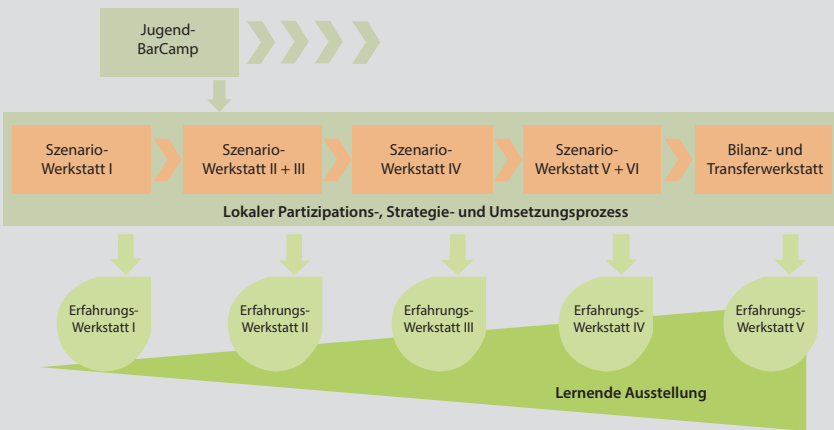 Jugend-
BarCamp
Szenario-
Werkstatt I
Szenario-
Werkstatt II + III
Szenario-
Werkstatt IV
Szenario-
Werkstatt V + VI
Bilanz- und
Transferwerkstatt
Lokaler Partizipations-, Strategie- und Umsetzungsprozess
Erfahrungs-
Werkstatt I
Erfahrungs-
Werkstatt II
Erfahrungs-
Werkstatt III
Erfahrungs-
Werkstatt IV
Erfahrungs-
Werkstatt V
Lernende Ausstellung